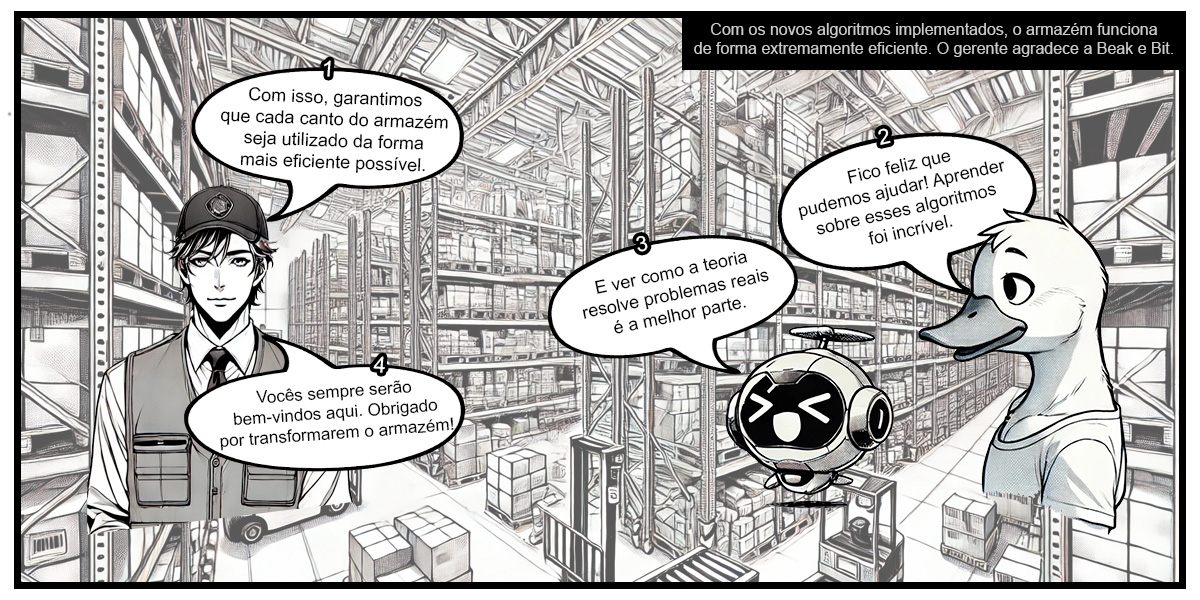 Com os novos algoritmos implementados, o armazém funciona
de forma extremamente eficiente. O gerente agradece a Beak e Bit.
1
Com isso, garantimos
que cada canto do armazém
seja utilizado da forma
mais eficiente possível.
2
Fico feliz que
pudemos ajudar! Aprender
sobre esses algoritmos
foi incrível.
3
E ver como a teoria
resolve problemas reais
é a melhor parte.
4
Vocês sempre serão
bem-vindos aqui. Obrigado
por transformarem o armazém!